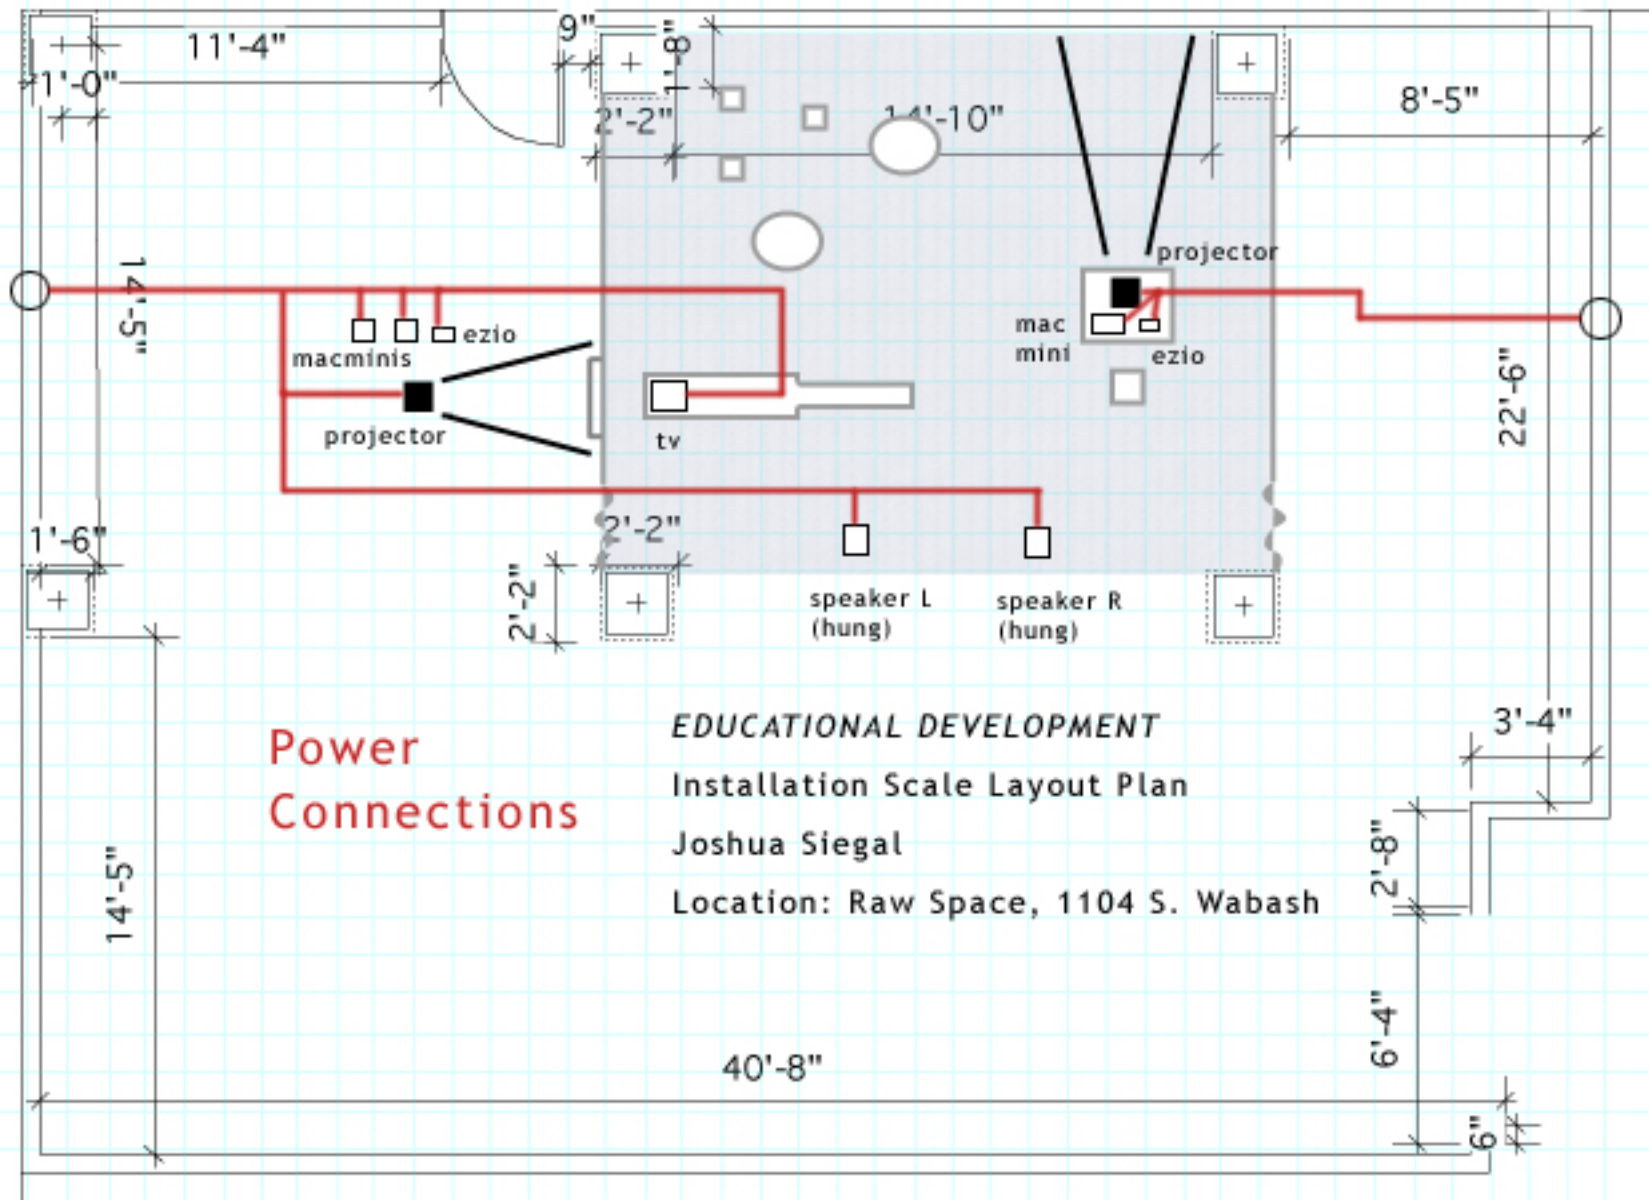 11'-4"
9"
1'-8"
1'-0"
2'-2"
14'-10"
8'-5"
14'-5"
projector
macminis
ezio
mac
mini
ezio
projector
tv
22'-6"
1'-6"
2'-2"
2'-2"
speaker L
(hung)
speaker R
(hung)
3'-4"
Power
Connections
EDUCATIONAL DEVELOPMENT
Installation Scale Layout Plan
Joshua Siegal
Location: Raw Space, 1104 S. Wabash
2'-8"
14'-5"
6'-4"
40'-8"
6"